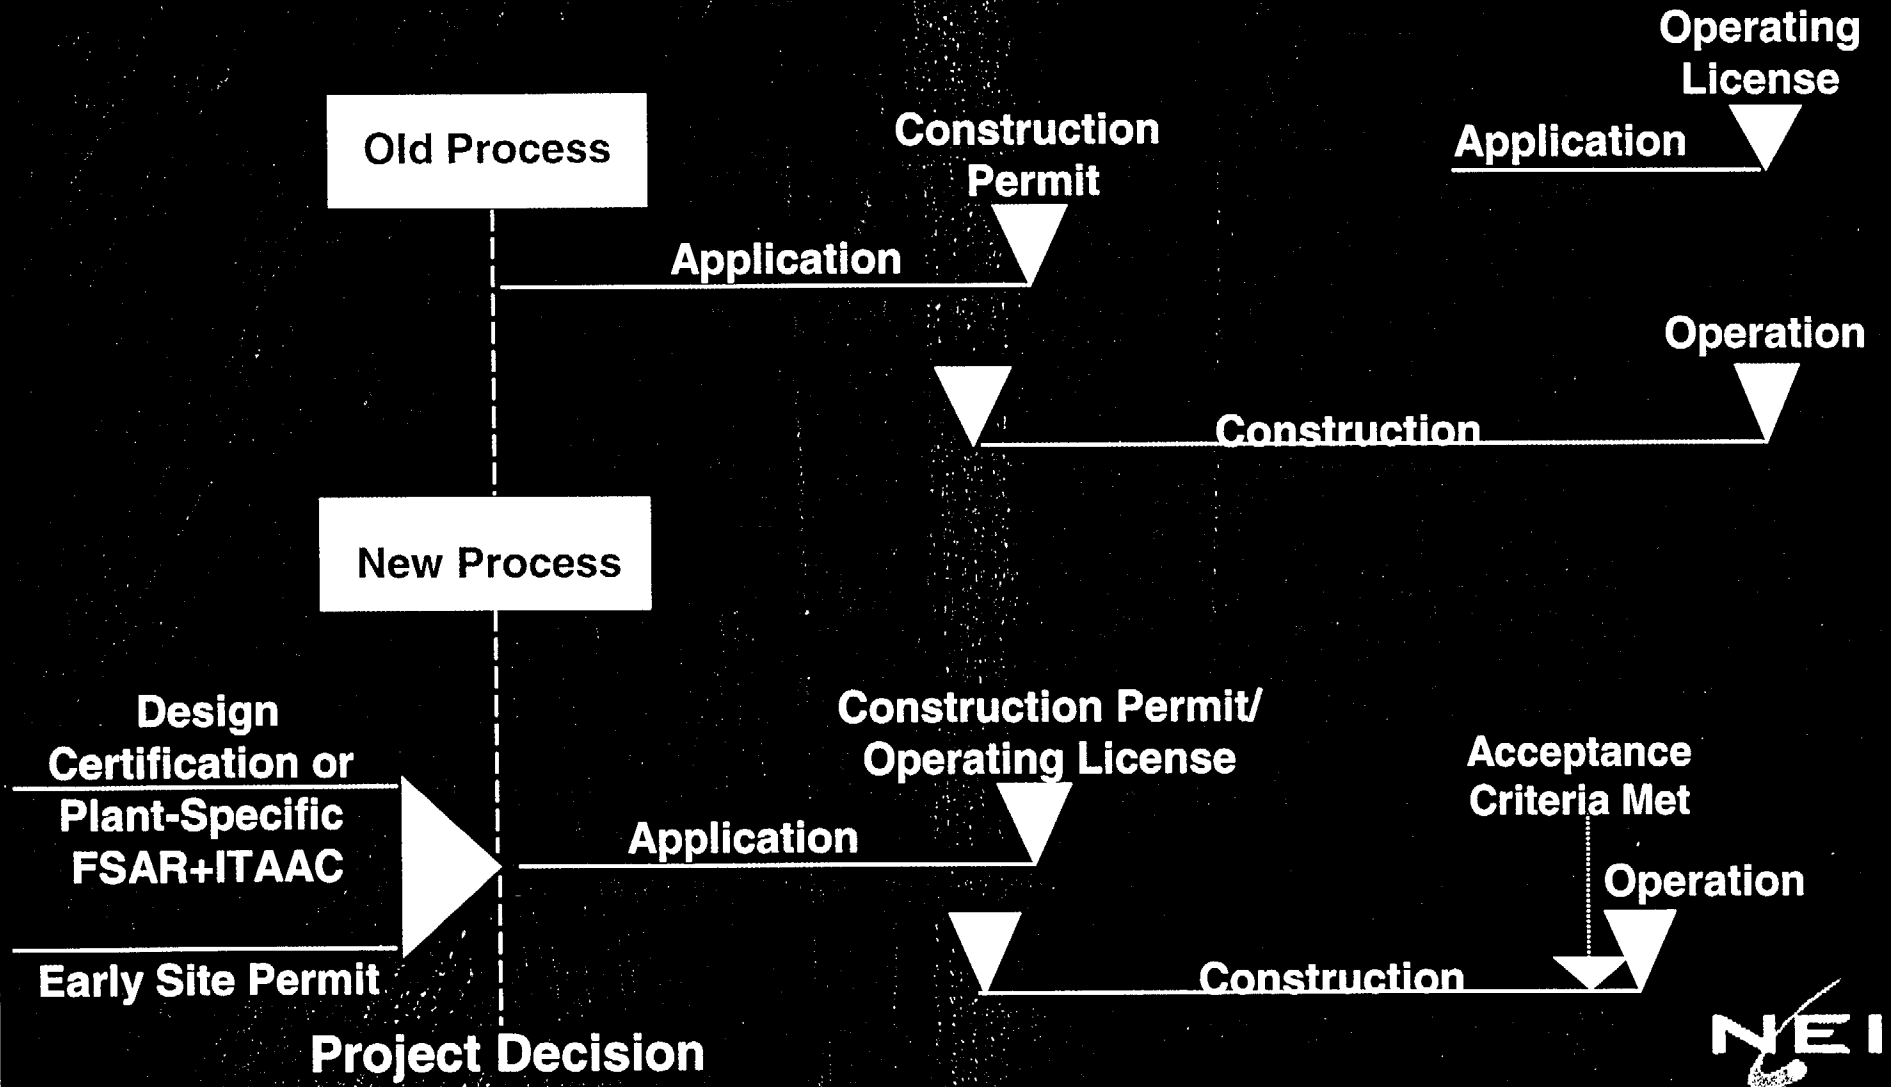 Operating
License
Old Process
Construction
Permit
Application
Application
Operation
Construction
New Process
Design
Certification or
Plant-Specific
FSAR+ITAAC
Early Site Permit
Construction Permit/
Operating License
Application
Acceptance
Criteria Met
Operation
Construction
Project Decision
NEI